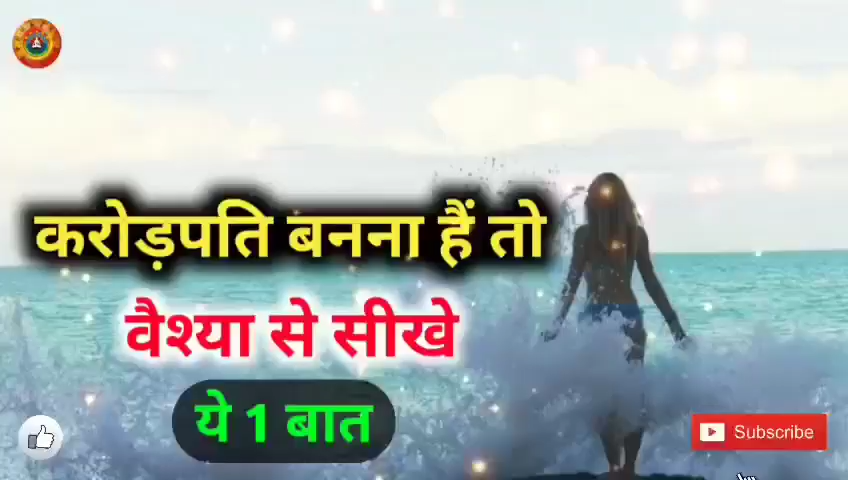 करोड़पति बनना हैं तो
वैश्या से सीखे
ये 1 बात
Subscribe